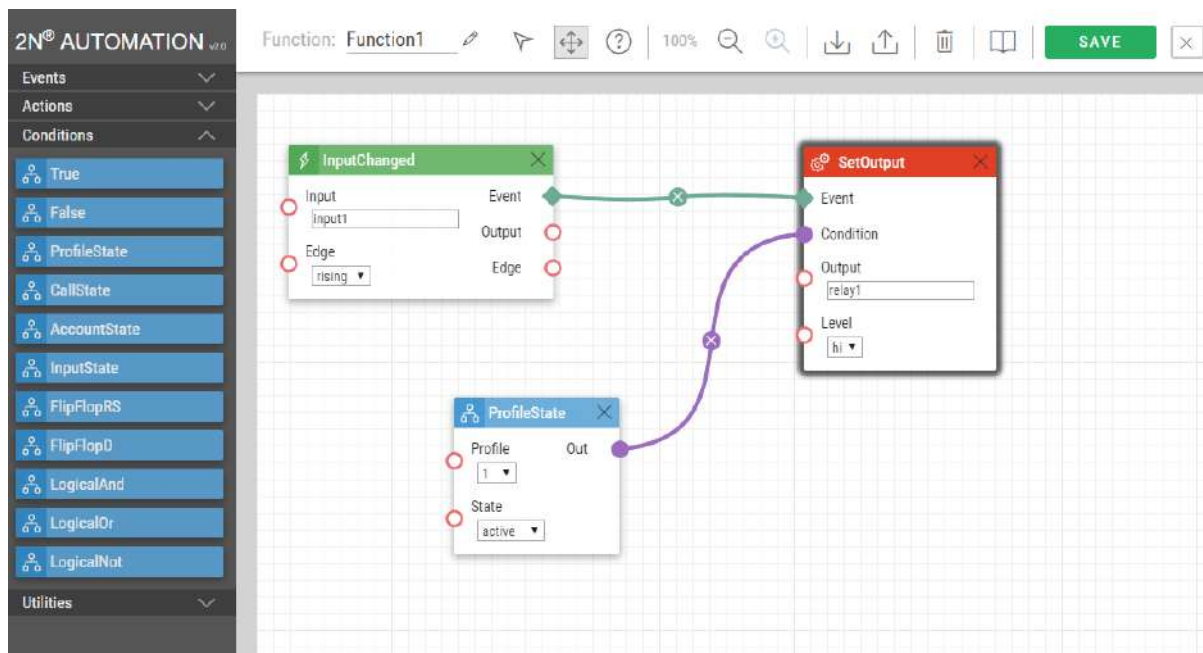 2N® AUTOMATION v2.0
Function: Function1
100%
SAVE
Events
Actions
Conditions
True
False
ProfileState
CallState
AccountState
InputState
FlipFlopRS
FlipFlopD
LogicalAnd
LogicalOr
LogicalNot
Utilities
InputChanged
Input
input1
Edge
rising
Event
Output
Edge
SetOutput
Event
Condition
Output
relay1
Level
hi
ProfileState
Profile
Out
1
State
active